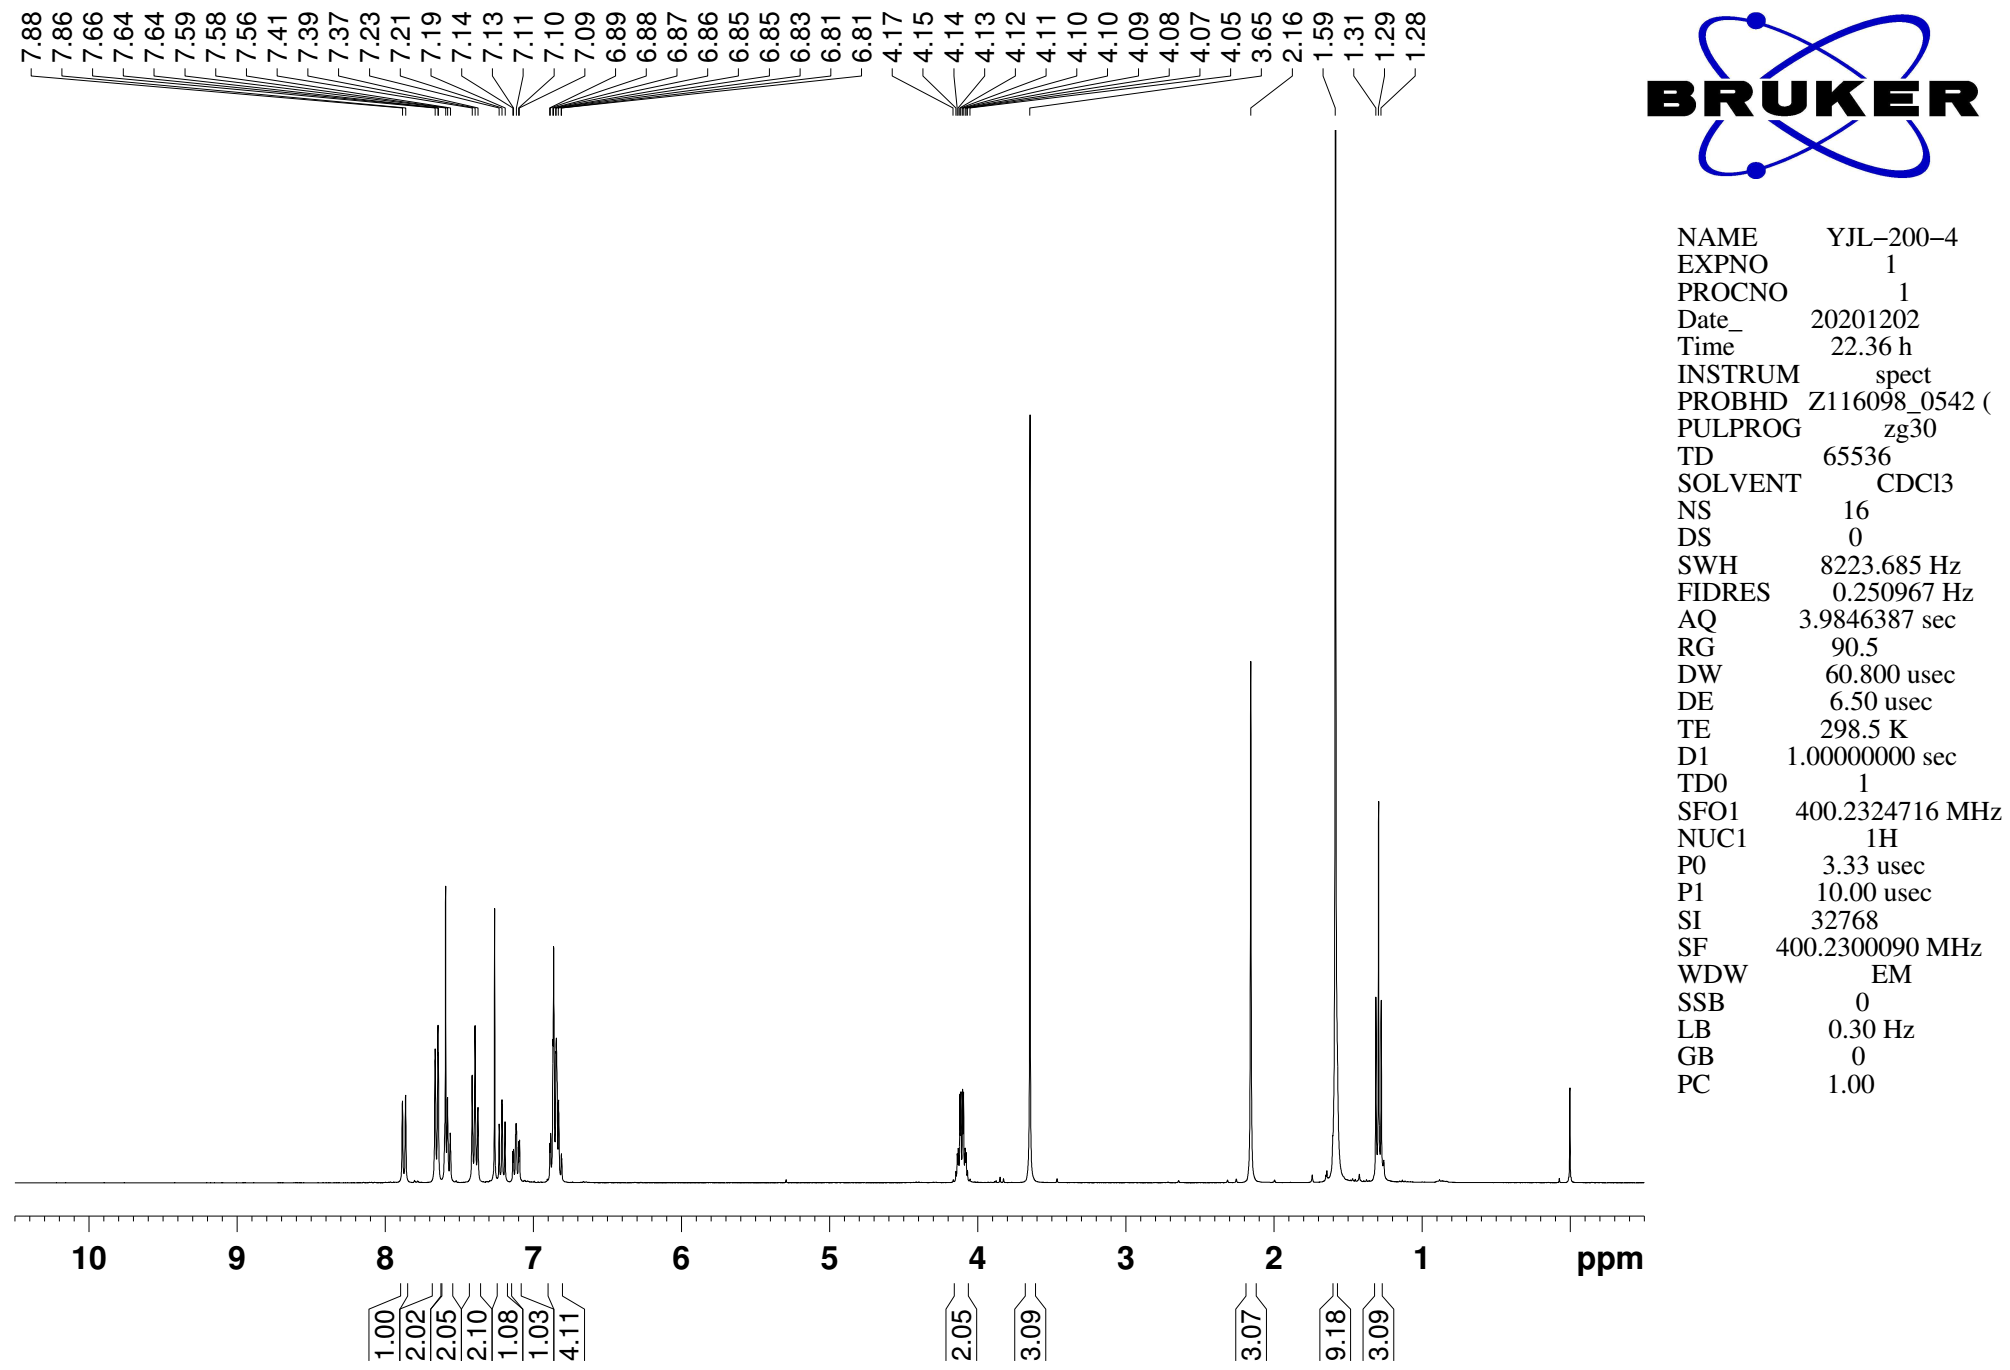 7.88 7.86 7.66 7.64 7.64 7.59 7.58 7.56 7.41 7.39 7.37 7.23 7.21 7.19 7.14 7.13 7.11 7.10 7.09 6.89 6.88 6.87 6.86 6.85 6.85 6.83 6.81 6.81 4.17 4.15 4.14 4.13 4.12 4.11 4.10 4.10 4.09 4.08 4.07 4.05 3.65 2.16 1.59 1.31 1.29 1.28
BRUKER
NAME YJL-200-4
EXPNO 1
PROCNO 1
Date_ 20201202
Time 22.36 h
INSTRUM spect
PROBHD Z116098_0542 (
PULPROG zg30
TD 65536
SOLVENT CDCl3
NS 16
DS 0
SWH 8223.685 Hz
FIDRES 0.250967 Hz
AQ 3.9846387 sec
RG 90.5
DW 60.800 usec
DE 6.50 usec
TE 298.5 K
D1 1.00000000 sec
TD0 1
SFO1 400.2324716 MHz
NUC1 1H
P0 3.33 usec
P1 10.00 usec
SI 32768
SF 400.2300090 MHz
WDW EM
SSB 0
LB 0.30 Hz
GB 0
PC 1.00
10 9 8 7 6 5 4 3 2 1 ppm
1.00 2.02 2.05 2.10 1.08 1.03 4.11 2.05 3.09 3.07 9.18 3.09